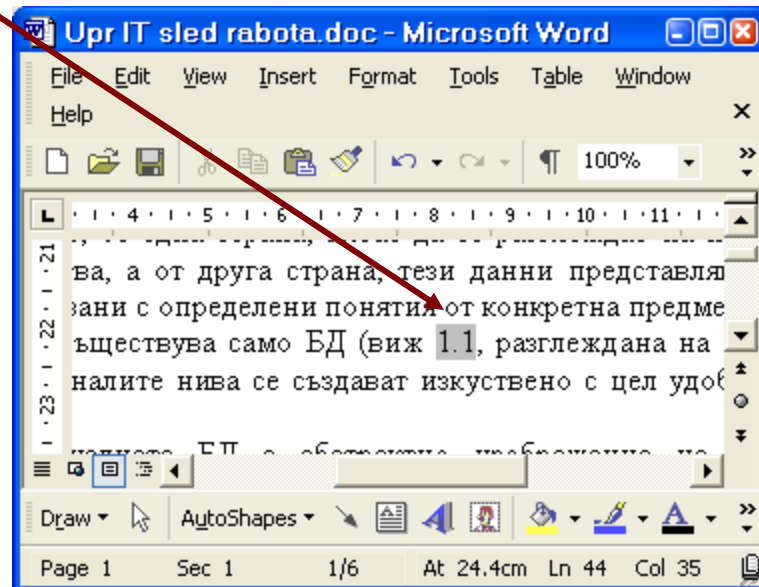 Upr IT sled rabota.doc - Microsoft Word
File Edit View Insert Format Tools Table Window
Help
100%
4 5 6 7 8 9 10 11
21
ва, а от друга страна, тези данни представля
зани с определени понятия от конкретна предме
22
ъществува само БД (виж 1.1, разглеждана на
налите нива се създават изкуствено с цел удоб
23
БД
Draw AutoShapes
Page 1 Sec 1 1/6 At 24.4cm Ln 44 Col 35